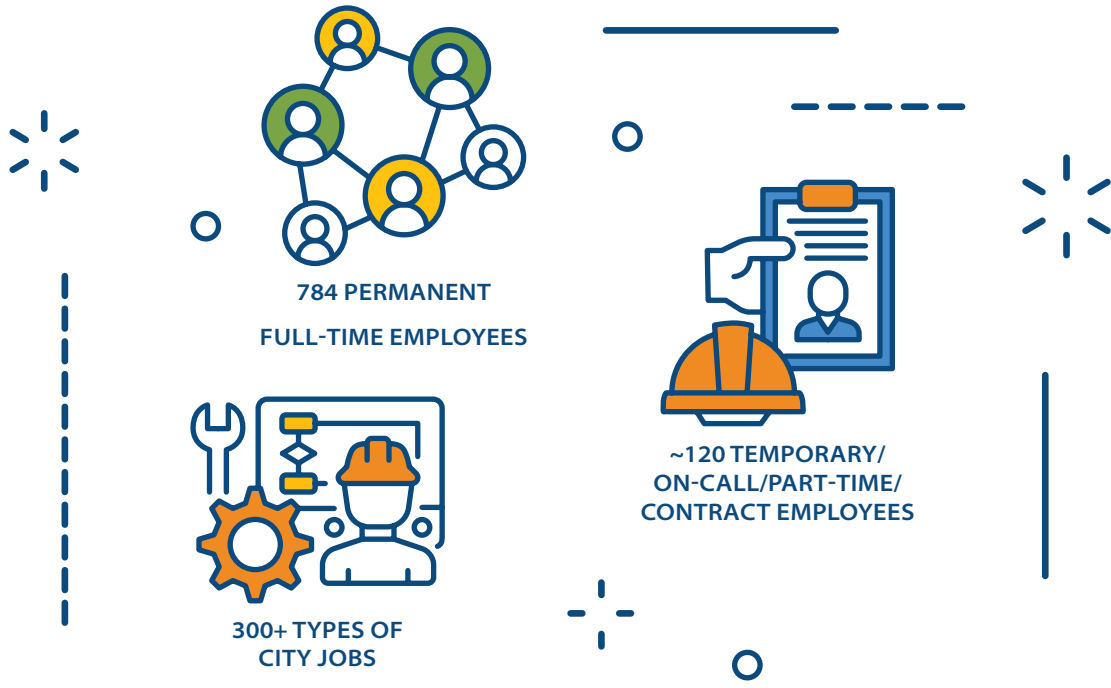 784 PERMANENT
FULL-TIME EMPLOYEES
~120 TEMPORARY/
ON-CALL/PART-TIME/
CONTRACT EMPLOYEES
300+ TYPES OF
CITY JOBS